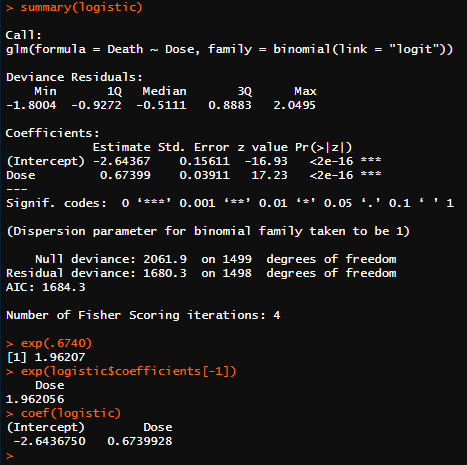 > summary(logistic)
Call:
glm(formula = Death ~ Dose, family = binomial(link = "logit"))
Deviance Residuals:
    Min       1Q   Median       3Q      Max
-1.8004  -0.9272  -0.5111   0.8883   2.0495
Coefficients:
            Estimate Std. Error z value Pr(>|z|)
(Intercept) -2.64367    0.15611  -16.93   <2e-16 ***
Dose         0.67399    0.03911   17.23   <2e-16 ***
---
Signif. codes:  0 ‘***’ 0.001 ‘**’ 0.01 ‘*’ 0.05 ‘.’ 0.1 ‘ ’ 1
(Dispersion parameter for binomial family taken to be 1)
    Null deviance: 2061.9  on 1499  degrees of freedom
Residual deviance: 1680.3  on 1498  degrees of freedom
AIC: 1684.3
Number of Fisher Scoring iterations: 4
> exp(.6740)
[1] 1.96207
> exp(logistic$coefficients[-1])
    Dose
1.962056
> coef(logistic)
(Intercept)        Dose
 -2.6436750   0.6739928
>